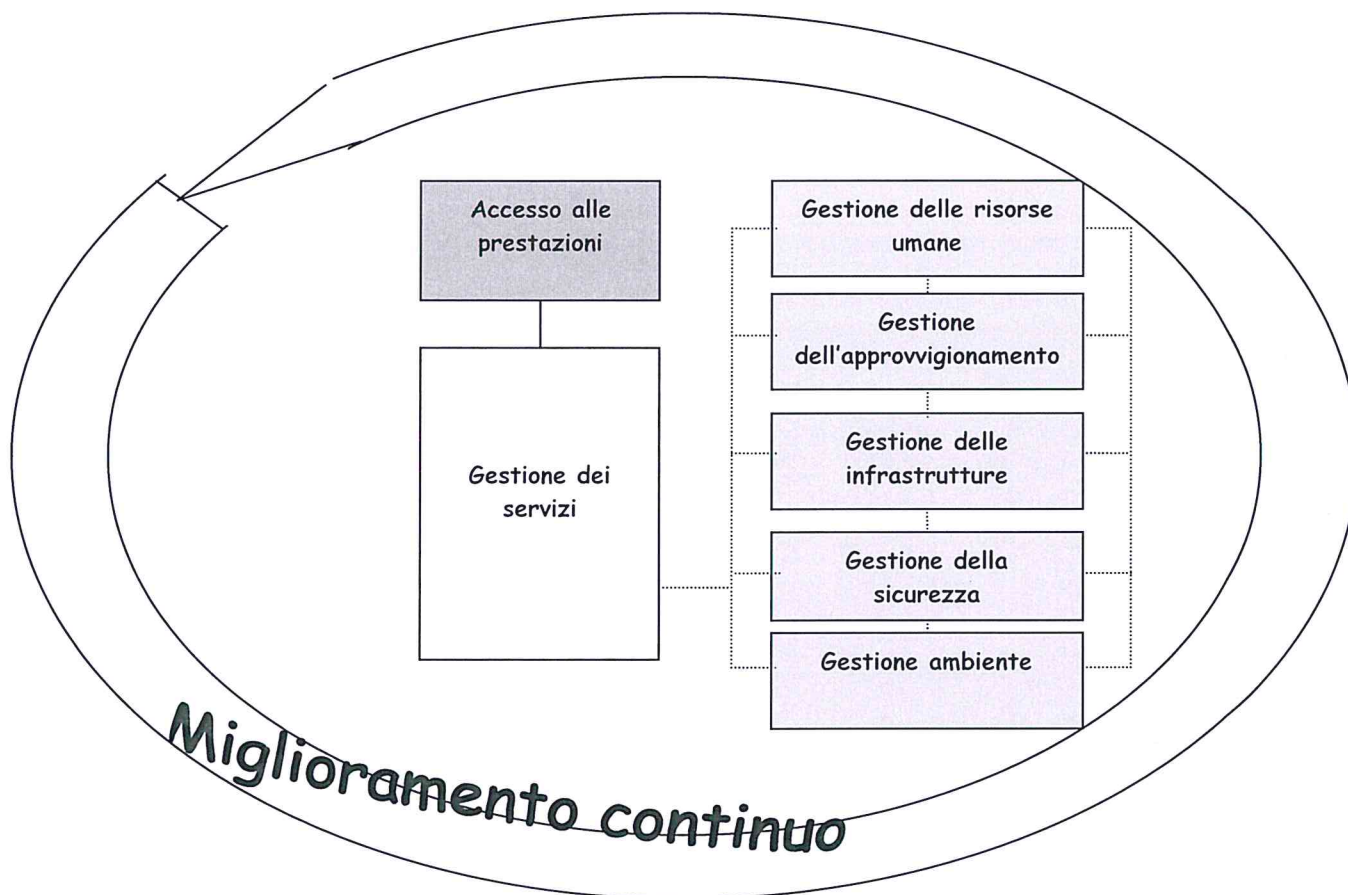 Accesso alle
prestazioni
Gestione dei
servizi
Gestione delle risorse
umane
Gestione
dell'approvvigionamento
Gestione delle
infrastrutture
Gestione della
sicurezza
Gestione ambiente
Miglioramento continuo